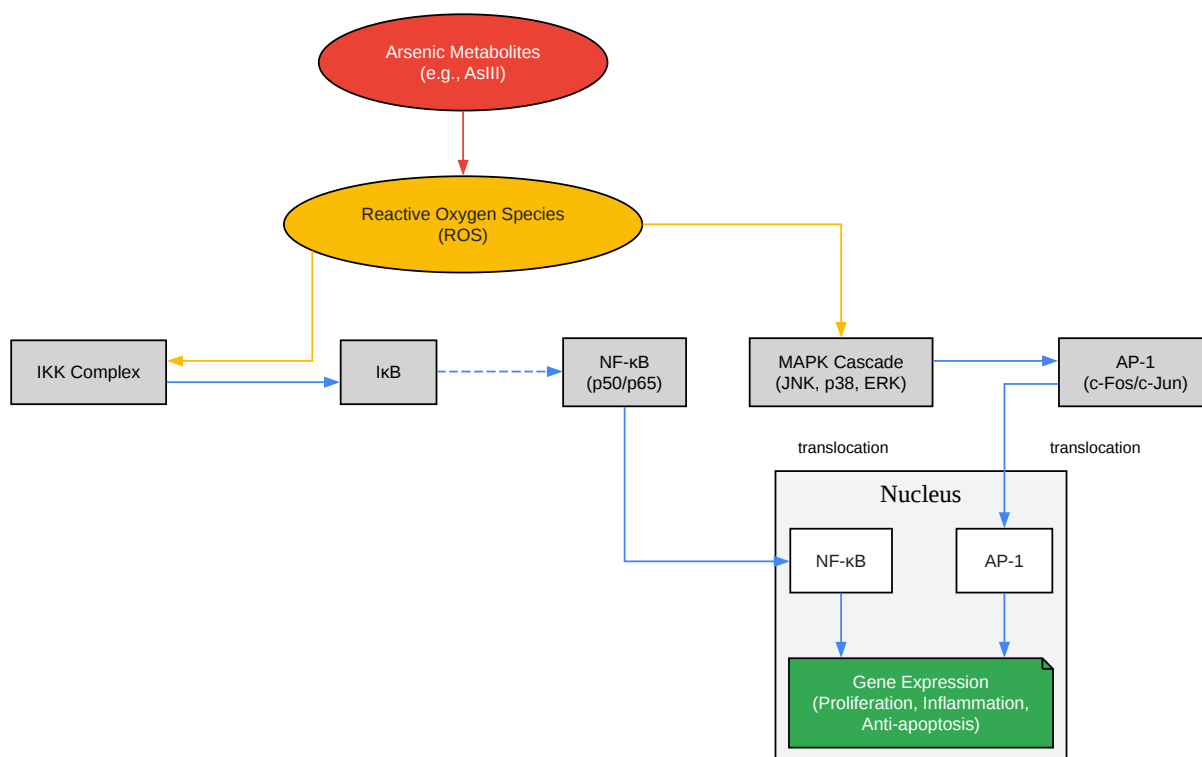 Arsenic Metabolites
(e.g., AsIII)
Reactive Oxygen Species
(ROS)
IKK Complex
IκB
NF-κB
(p50/p65)
MAPK Cascade
(JNK, p38, ERK)
AP-1
(c-Fos/c-Jun)
translocation
translocation
Nucleus
NF-κB
AP-1
Gene Expression
(Proliferation, Inflammation,
Anti-apoptosis)